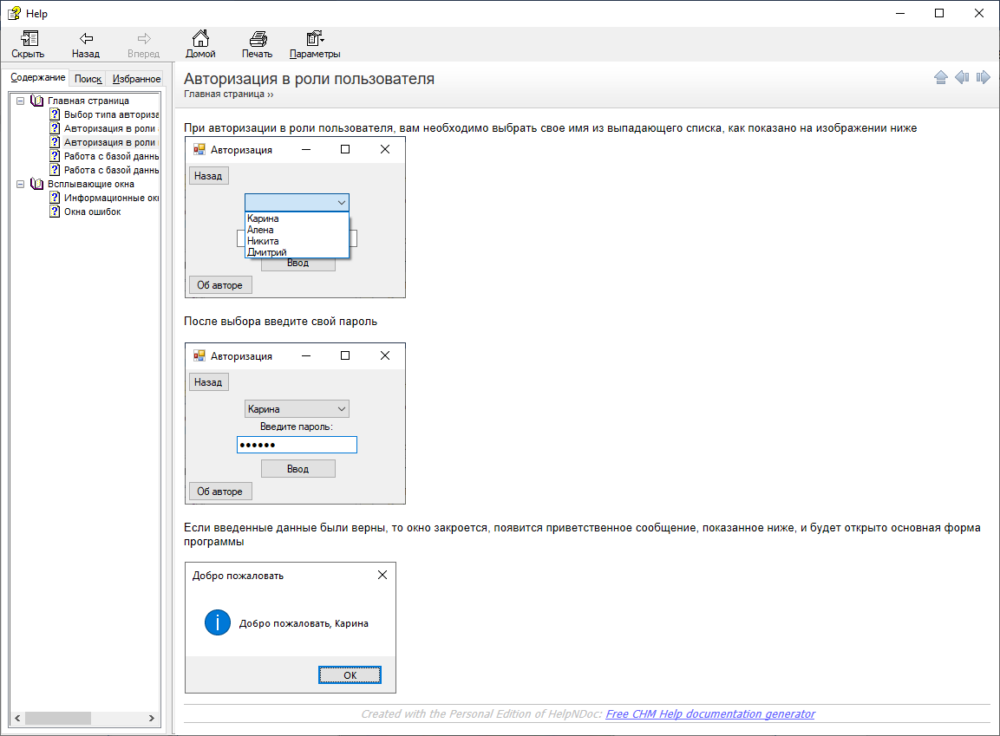 Help
Скрыть Назад Вперед Домой Печать Параметры
Содержание Поиск Избранное
Главная страница
Выбор типа авториза
Авторизация в роли
Авторизация в роли
Работа с базой данны
Работа с базой данны
Всплывающие окна
Информационные ок
Окна ошибок
Авторизация в роли пользователя
Главная страница ››
При авторизации в роли пользователя, вам необходимо выбрать свое имя из выпадающего списка, как показано на изображении ниже
Авторизация
Назад
Карина
Алена
Никита
Дмитрий
Ввод
Об авторе
После выбора введите свой пароль
Авторизация
Назад
Карина
Введите пароль:
••••••
Ввод
Об авторе
Если введенные данные были верны, то окно закроется, появится приветственное сообщение, показанное ниже, и будет открыто основная форма
программы
Добро пожаловать
Добро пожаловать, Карина
ОК
Created with the Personal Edition of HelpNDoc: Free CHM Help documentation generator